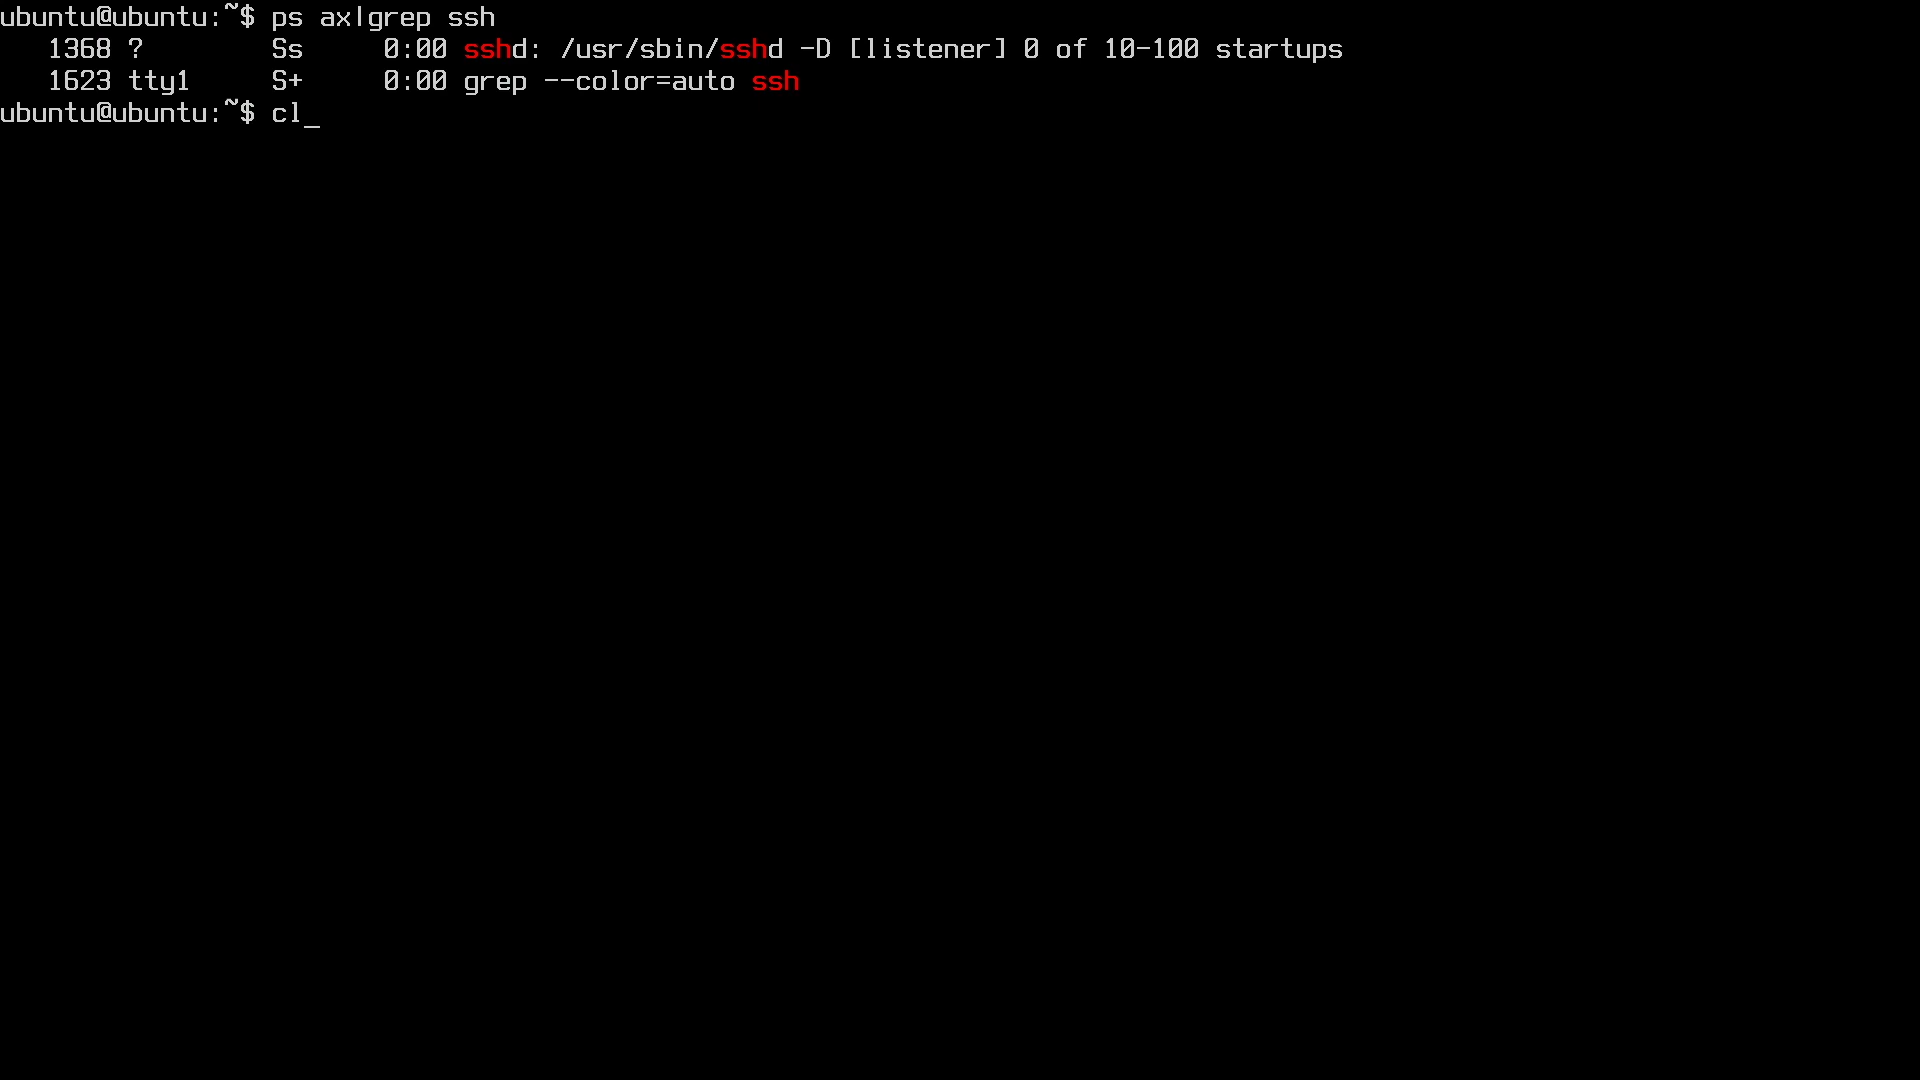 ubuntu@ubuntu:~$ ps ax|grep ssh
   1368 ?        Ss     0:00 sshd: /usr/sbin/sshd -D [listener] 0 of 10-100 startups
   1623 tty1     S+     0:00 grep --color=auto ssh
ubuntu@ubuntu:~$ cl_